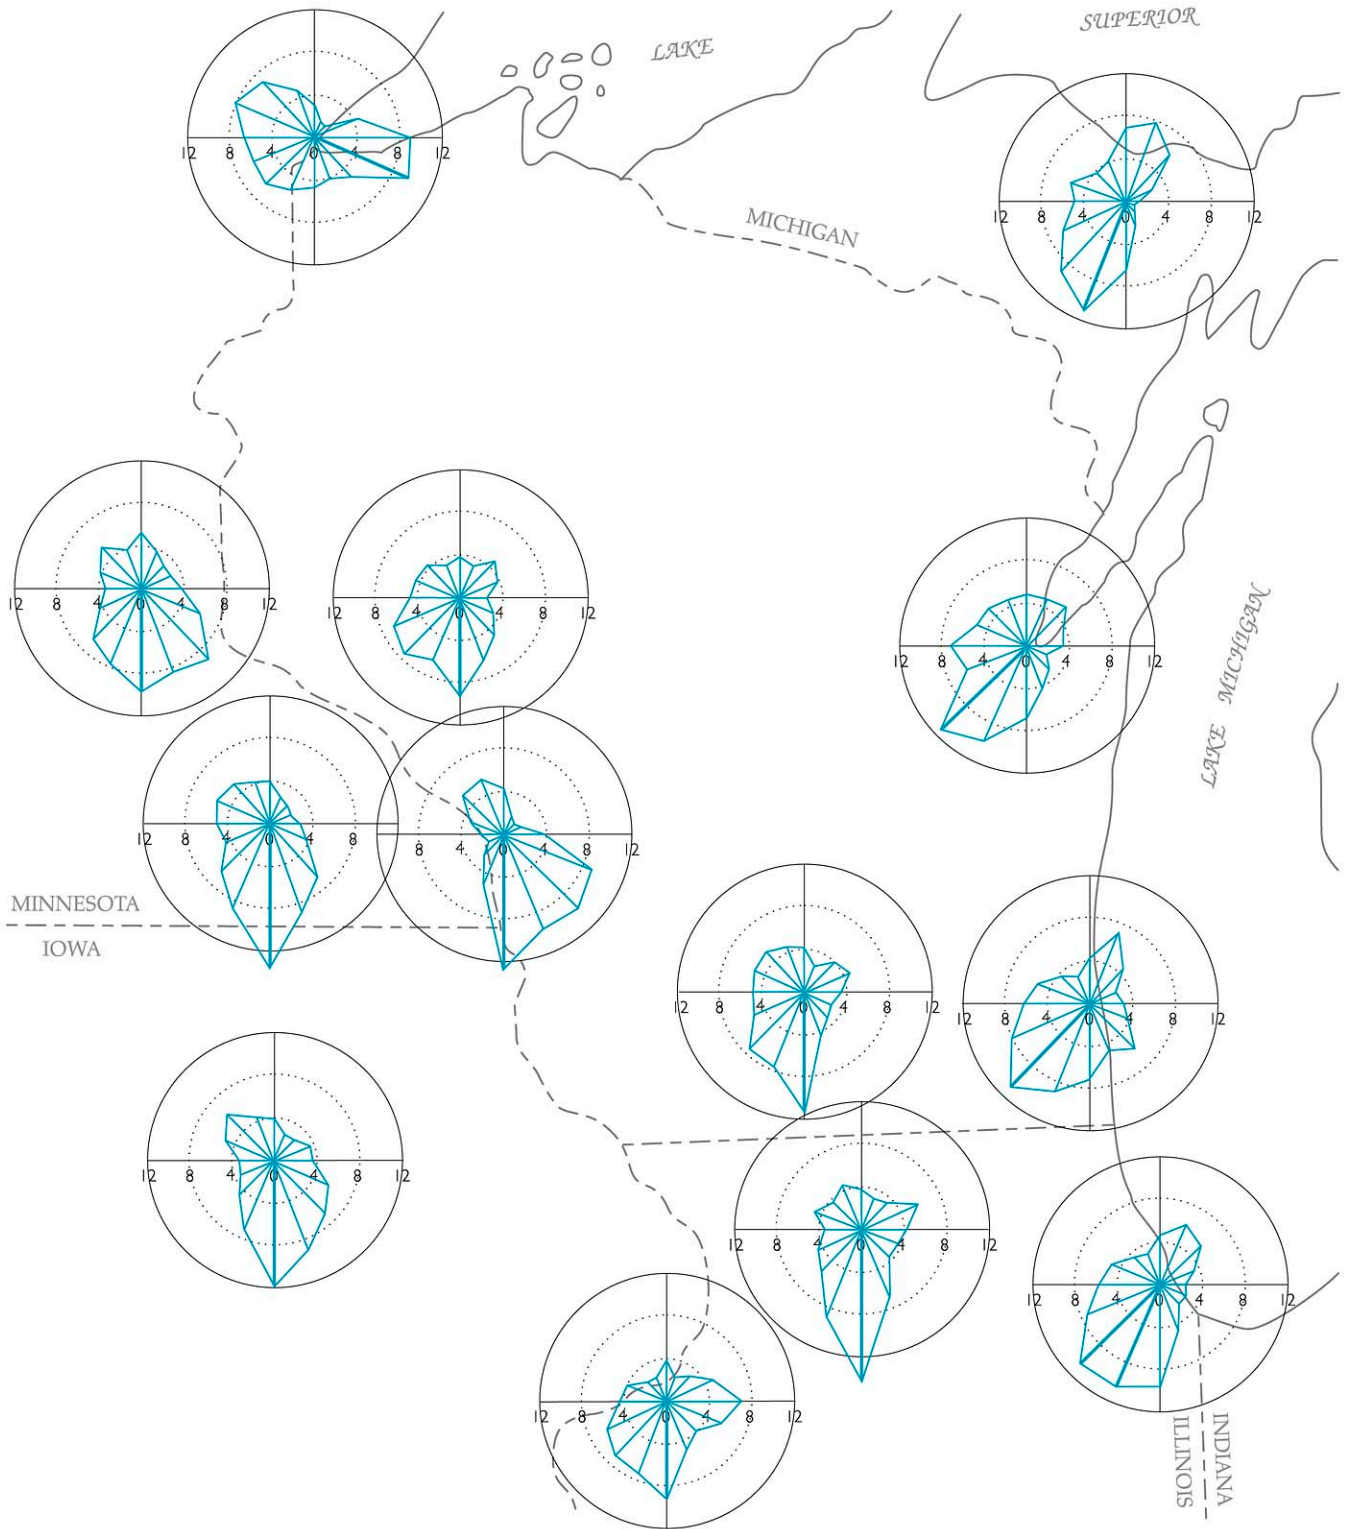 SUPERIOR
LAKE
12 8 4 0 4 8 12
MICHIGAN
12 8 4 0 4 8 12
12 8 4 0 4 8 12
12 8 4 0 4 8 12
12 8 4 0 4 8 12
LAKE MICHIGAN
12 8 4 0 4 8
8 4 0 4 8 12
MINNESOTA
IOWA
12 8 4 0 4 8 12
12 8 4 0 4 8 12
12 8 4 0 4 8 12
12 8 4 0 4 8 12
12 8 4 0 4 8 12
12 8 4 0 4 8 12
ILLINOIS
INDIANA